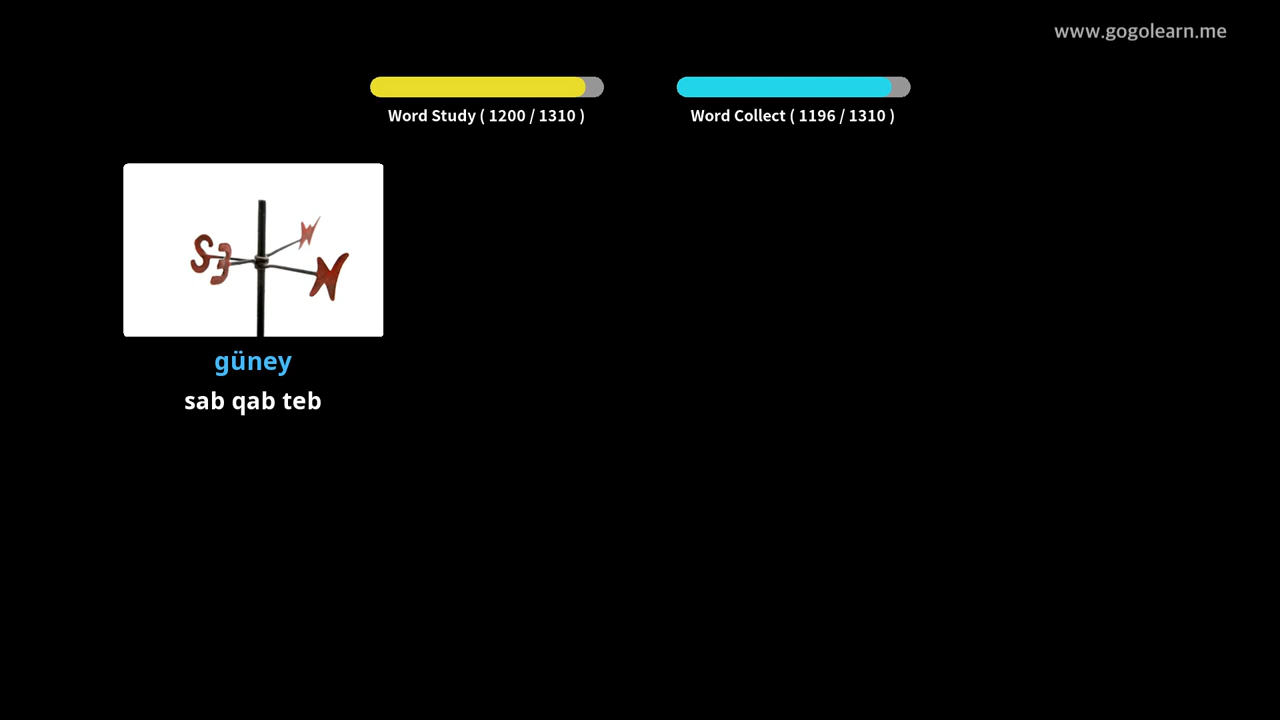 www.gogolearn.me
Word Study ( 1200 / 1310 )
Word Collect ( 1196 / 1310 )
S E N W
güney
sab qab teb